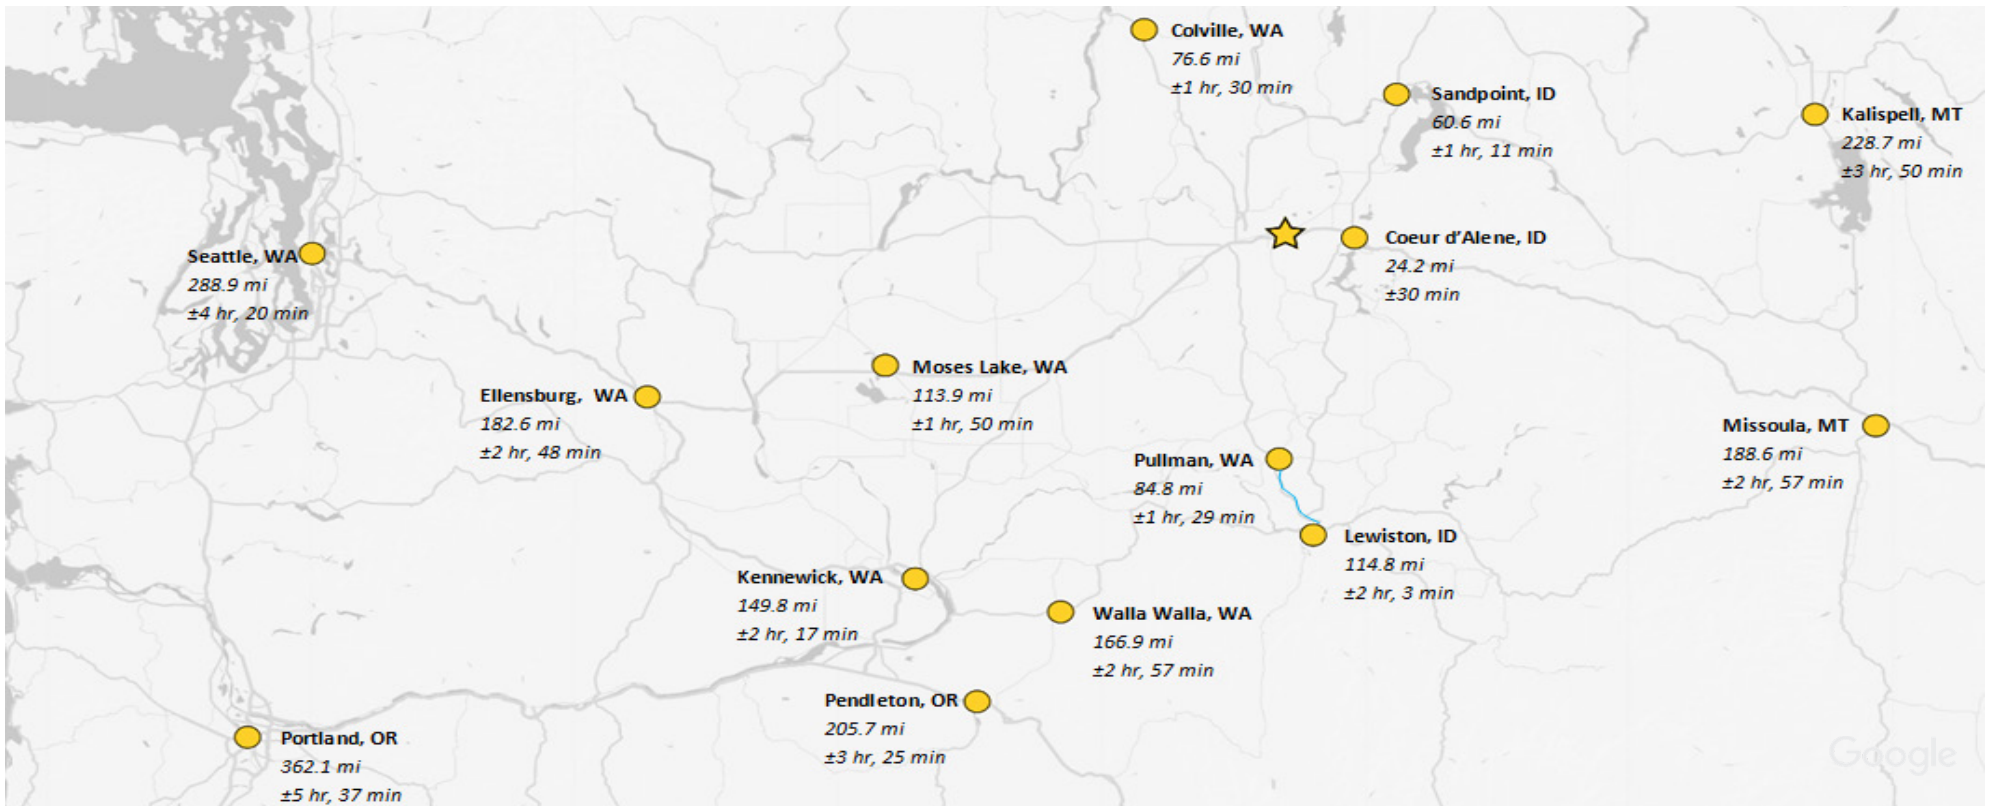 Colville, WA
76.6 mi
±1 hr, 30 min
Sandpoint, ID
60.6 mi
±1 hr, 11 min
Kalispell, MT
228.7 mi
±3 hr, 50 min
Seattle, WA
288.9 mi
±4 hr, 20 min
Coeur d’Alene, ID
24.2 mi
±30 min
Moses Lake, WA
113.9 mi
±1 hr, 50 min
Ellensburg, WA
182.6 mi
±2 hr, 48 min
Missoula, MT
188.6 mi
±2 hr, 57 min
Pullman, WA
84.8 mi
±1 hr, 29 min
Lewiston, ID
114.8 mi
±2 hr, 3 min
Kennewick, WA
149.8 mi
±2 hr, 17 min
Walla Walla, WA
166.9 mi
±2 hr, 57 min
Pendleton, OR
205.7 mi
±3 hr, 25 min
Portland, OR
362.1 mi
±5 hr, 37 min
Google